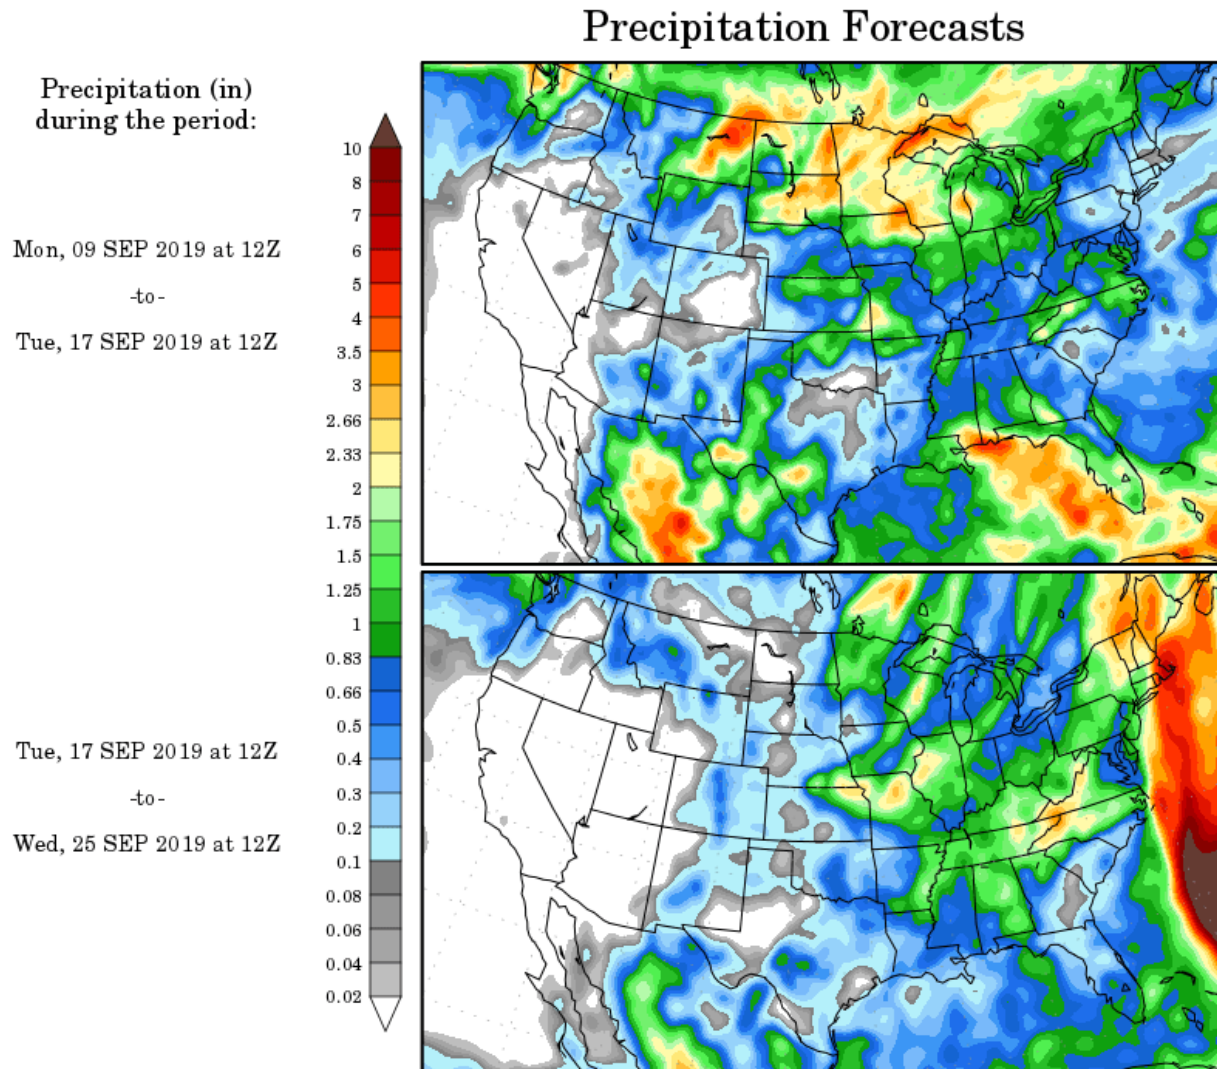 Precipitation Forecasts
Precipitation (in)
during the period:
Mon, 09 SEP 2019 at 12Z
-to-
Tue, 17 SEP 2019 at 12Z
Tue, 17 SEP 2019 at 12Z
-to-
Wed, 25 SEP 2019 at 12Z
10
8
7
6
5
4
3.5
3
2.66
2.33
2
1.75
1.5
1.25
1
0.83
0.66
0.5
0.4
0.3
0.2
0.1
0.08
0.06
0.04
0.02